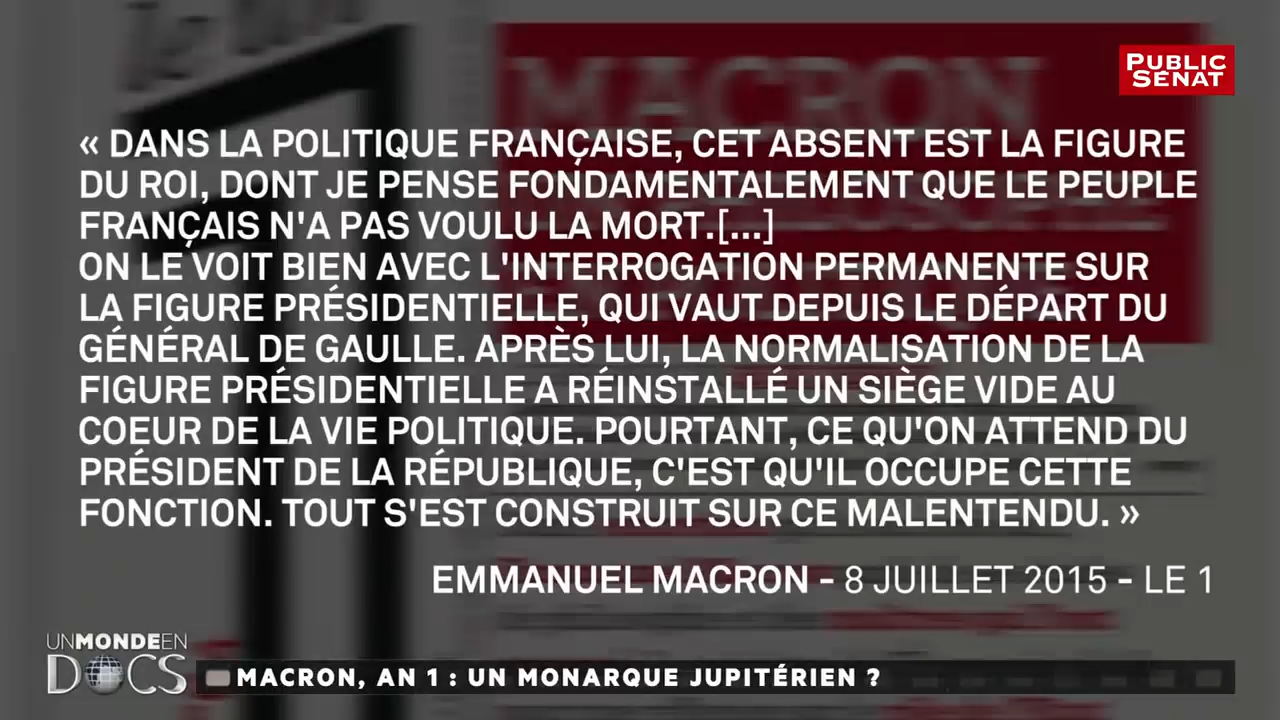 PUBLIC
SÉNAT
MACRON
« DANS LA POLITIQUE FRANÇAISE, CET ABSENT EST LA FIGURE
DU ROI, DONT JE PENSE FONDAMENTALEMENT QUE LE PEUPLE
FRANÇAIS N'A PAS VOULU LA MORT.[...]
ON LE VOIT BIEN AVEC L'INTERROGATION PERMANENTE SUR
LA FIGURE PRÉSIDENTIELLE, QUI VAUT DEPUIS LE DÉPART DU
GÉNÉRAL DE GAULLE. APRÈS LUI, LA NORMALISATION DE LA
FIGURE PRÉSIDENTIELLE A RÉINSTALLÉ UN SIÈGE VIDE AU
COEUR DE LA VIE POLITIQUE. POURTANT, CE QU'ON ATTEND DU
PRÉSIDENT DE LA RÉPUBLIQUE, C'EST QU'IL OCCUPE CETTE
FONCTION. TOUT S'EST CONSTRUIT SUR CE MALENTENDU. »
EMMANUEL MACRON - 8 JUILLET 2015 - LE 1
UN MONDE EN
DOCS
MACRON, AN 1 : UN MONARQUE JUPITÉRIEN ?